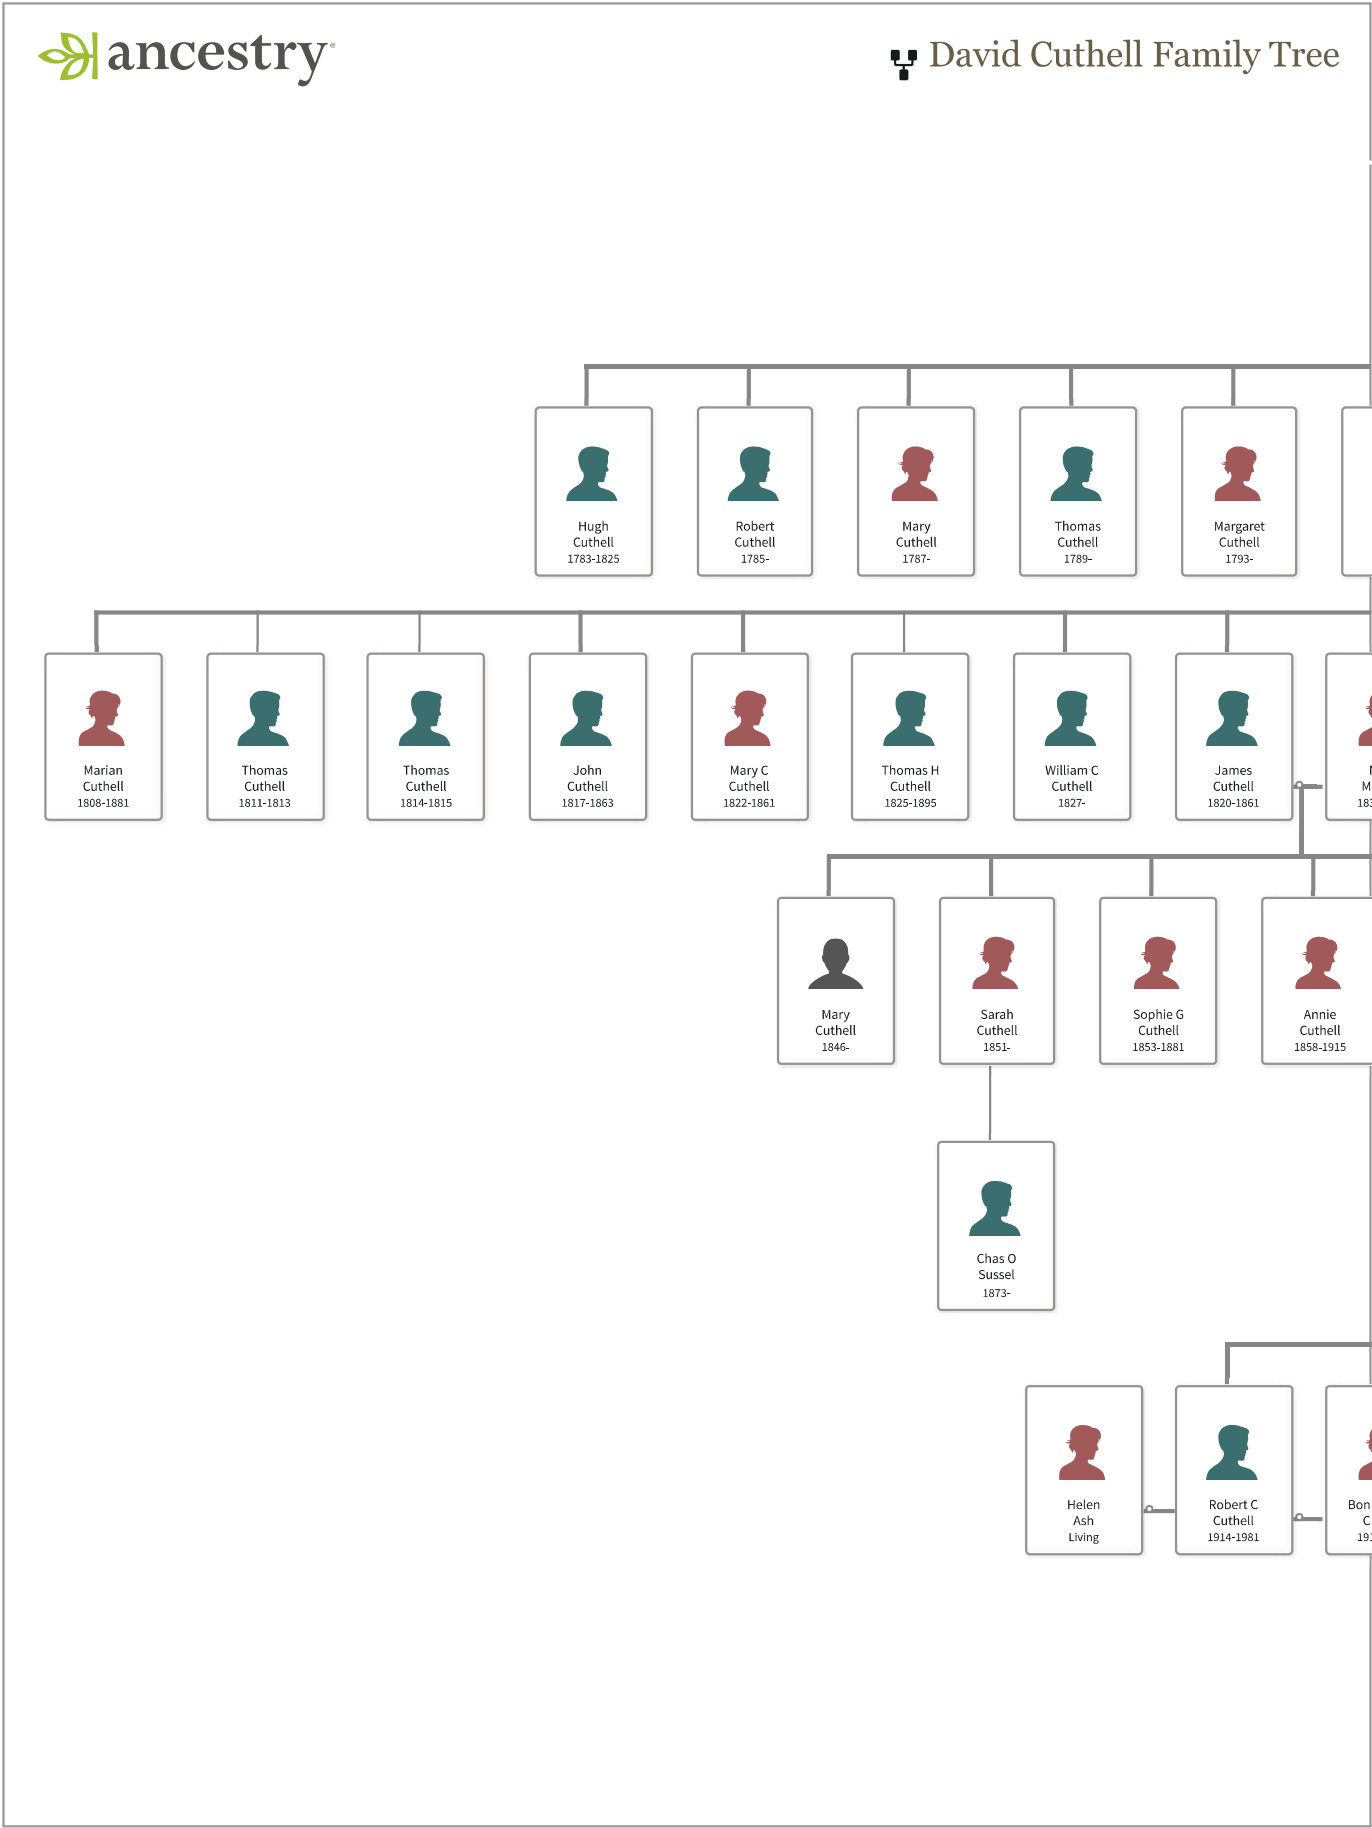 ancestry®
David Cuthell Family Tree
Hugh
Cuthell
1783-1825
Robert
Cuthell
1785-
Mary
Cuthell
1787-
Thomas
Cuthell
1789-
Margaret
Cuthell
1793-
Marian
Cuthell
1808-1881
Thomas
Cuthell
1811-1813
Thomas
Cuthell
1814-1815
John
Cuthell
1817-1863
Mary C
Cuthell
1822-1861
Thomas H
Cuthell
1825-1895
William C
Cuthell
1827-
James
Cuthell
1820-1861
Mary
Cuthell
1846-
Sarah
Cuthell
1851-
Sophie G
Cuthell
1853-1881
Annie
Cuthell
1858-1915
Chas O
Sussel
1873-
Helen
Ash
Living
Robert C
Cuthell
1914-1981
Bon
C